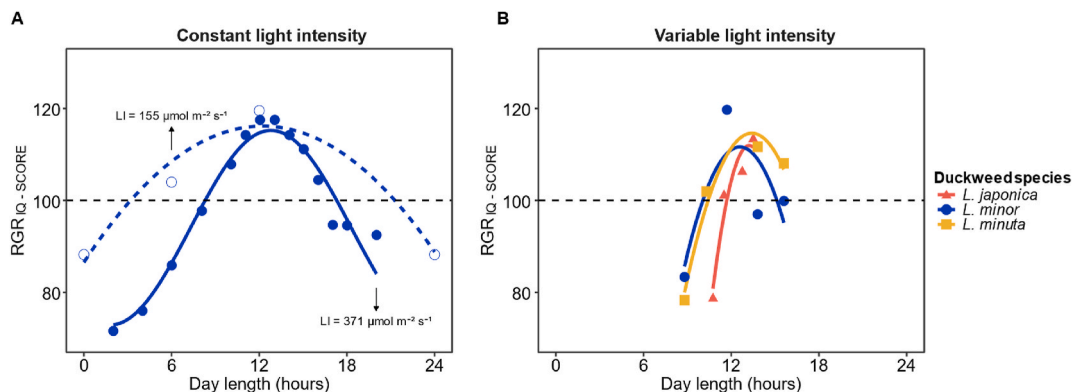 A
Constant light intensity
RGR IQ - SCORE
120
100
80
LI = 155 µmol m⁻² s⁻¹
LI = 371 µmol m⁻² s⁻¹
0 6 12 18 24
Day length (hours)
B
Variable light intensity
RGR IQ - SCORE
120
100
80
0 6 12 18 24
Day length (hours)
Duckweed species
L. japonica
L. minor
L. minuta